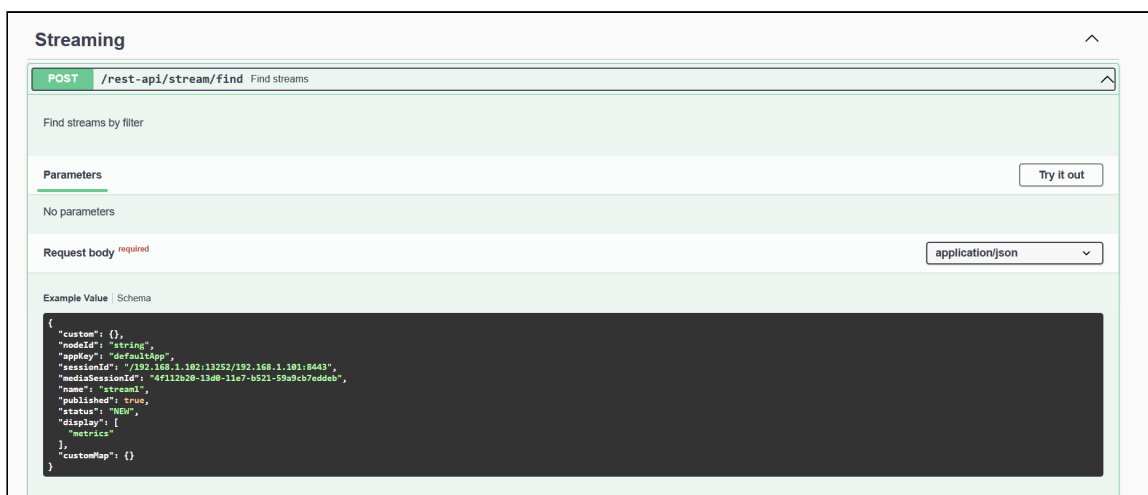 Streaming
POST /rest-api/stream/find Find streams
Find streams by filter
Parameters
Try it out
No parameters
Request body required
application/json
Example Value Schema
{
  "custom": {},
  "nodeId": "string",
  "appKey": "defaultApp",
  "sessionId": "/192.168.1.102:13252/192.168.1.101:8443",
  "mediaSessionId": "4f112b20-13d0-11e7-b521-59a9cb7eddeb",
  "name": "stream1",
  "published": true,
  "status": "NEW",
  "display": [
    "metrics"
  ],
  "customMap": {}
}